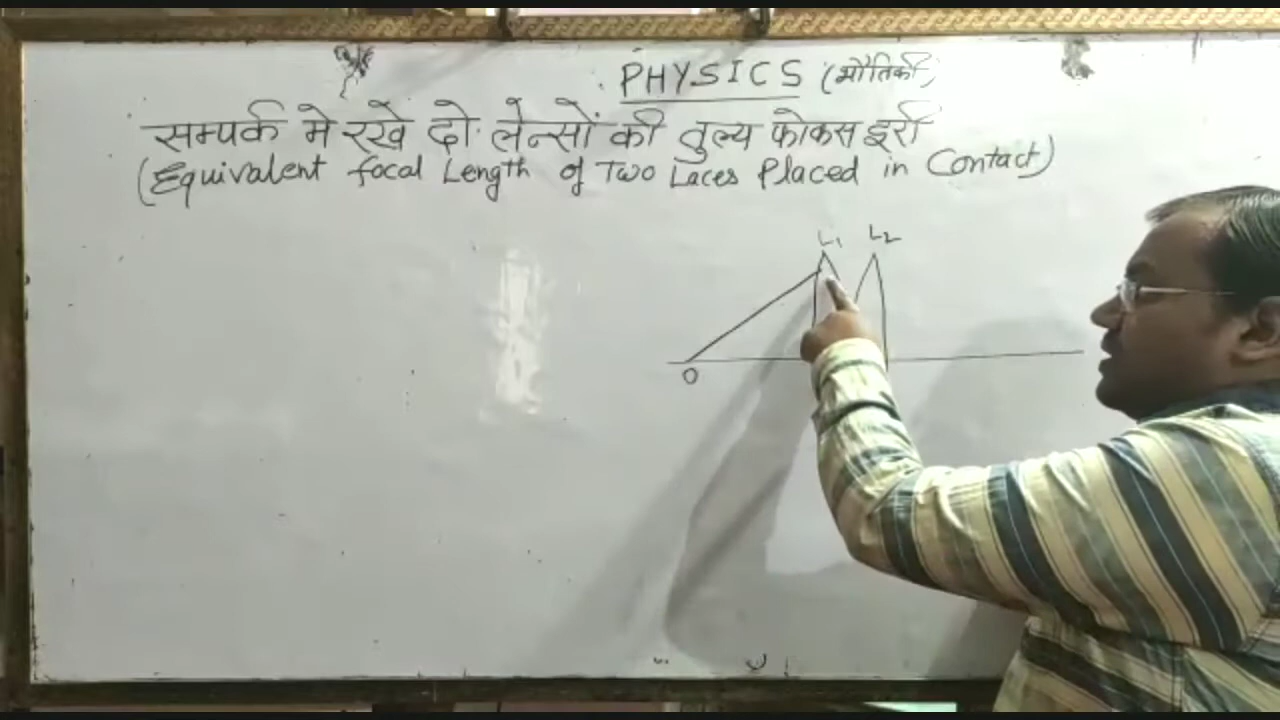 PHYSICS (भौतिकी)
सम्पर्क मे रखे दो लेन्सों की तुल्य फोकस दूरी
(Equivalent focal Length of Two Laces Placed in Contact)
L1 L2
O